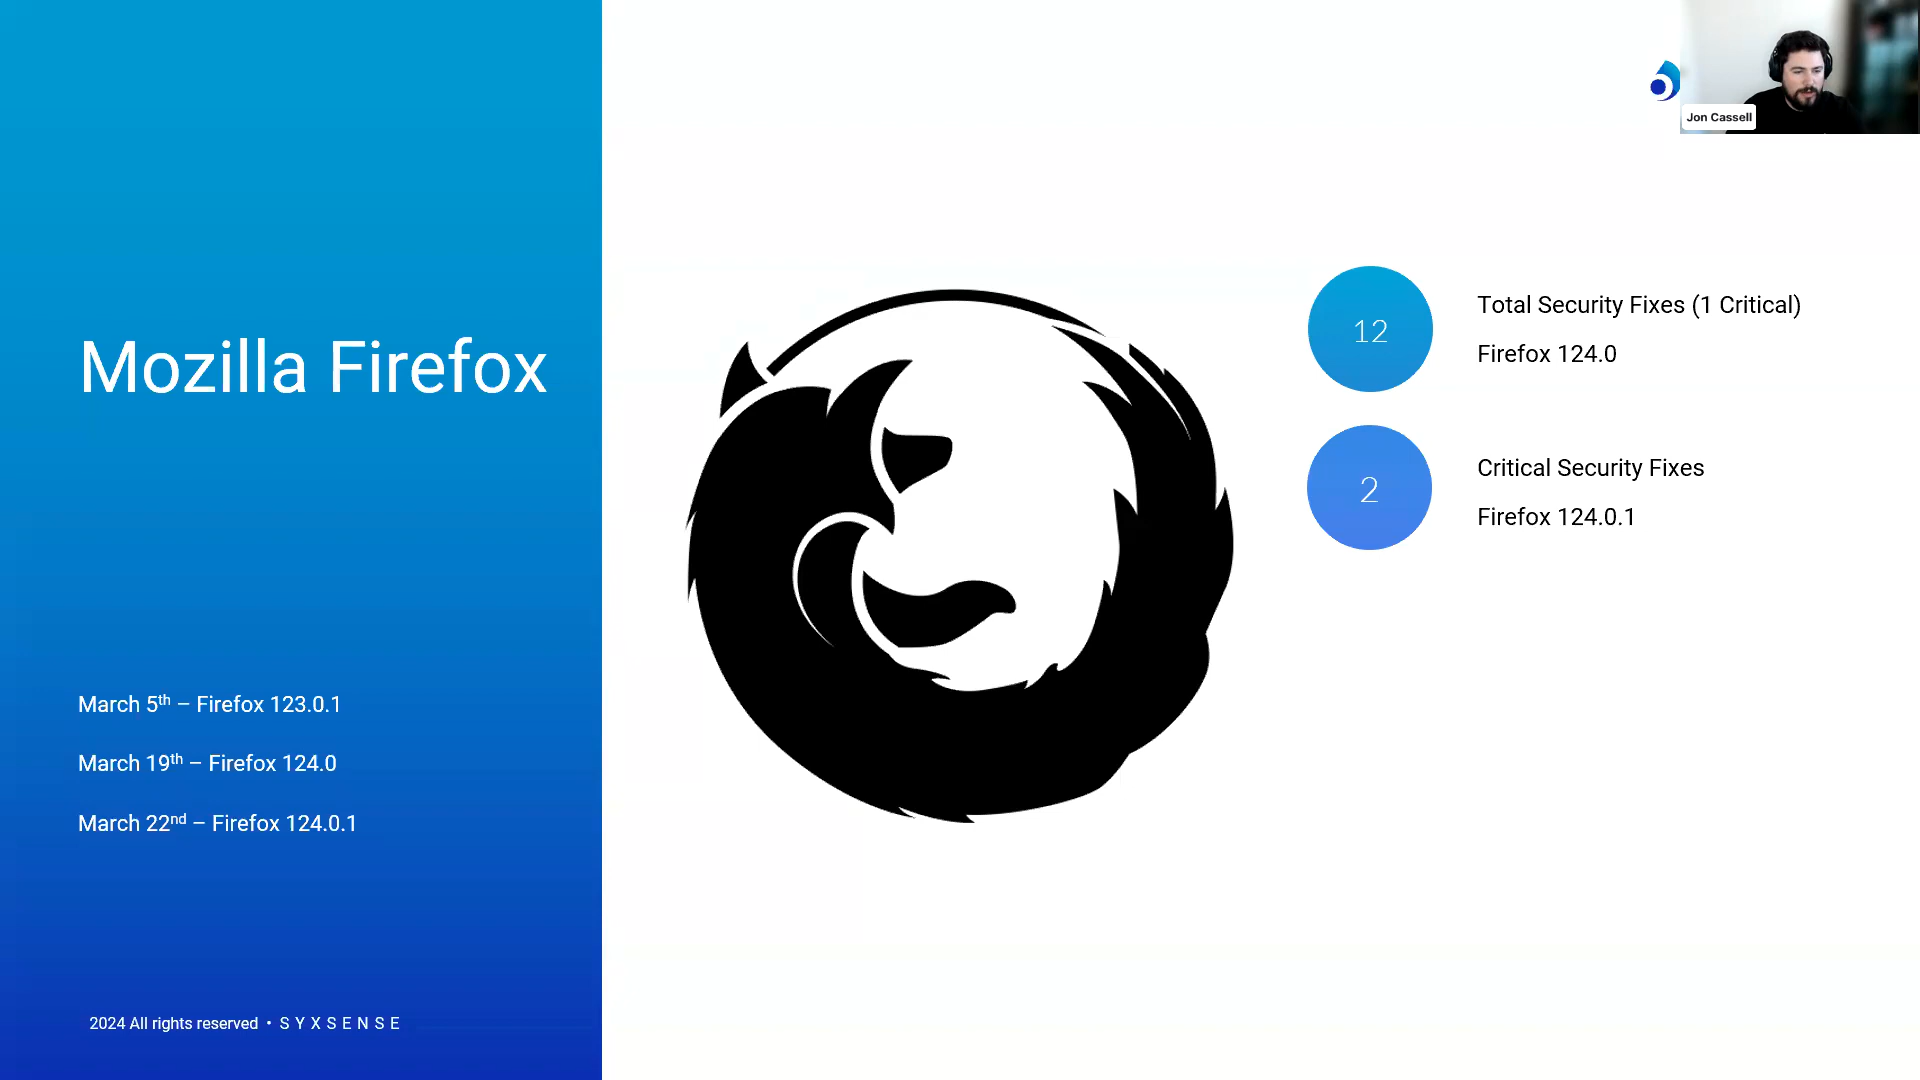 Mozilla Firefox
March 5th – Firefox 123.0.1
March 19th – Firefox 124.0
March 22nd – Firefox 124.0.1
2024 All rights reserved • SYXSENSE
12
Total Security Fixes (1 Critical)
Firefox 124.0
2
Critical Security Fixes
Firefox 124.0.1
Jon Cassell